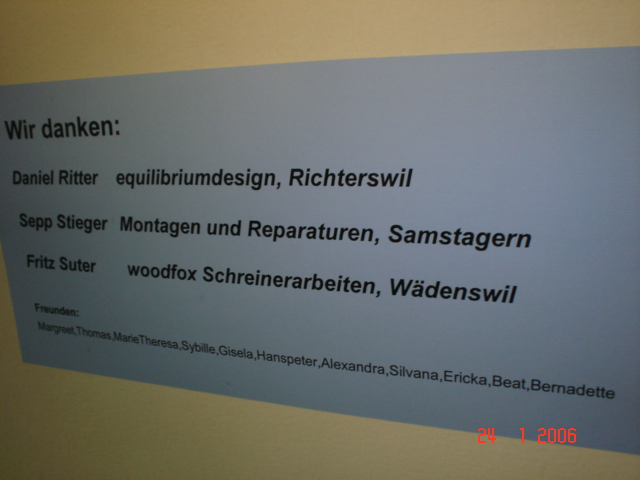 Wir danken:
Daniel Ritter equilibriumdesign, Richterswil
Sepp Stieger Montagen und Reparaturen, Samstagern
Fritz Suter woodfox Schreinerarbeiten, Wädenswil
Freunden:
Margreet,Thomas,MarieTheresa,Sybille,Gisela,Hanspeter,Alexandra,Silvana,Ericka,Beat,Bernadette
24 1 2006